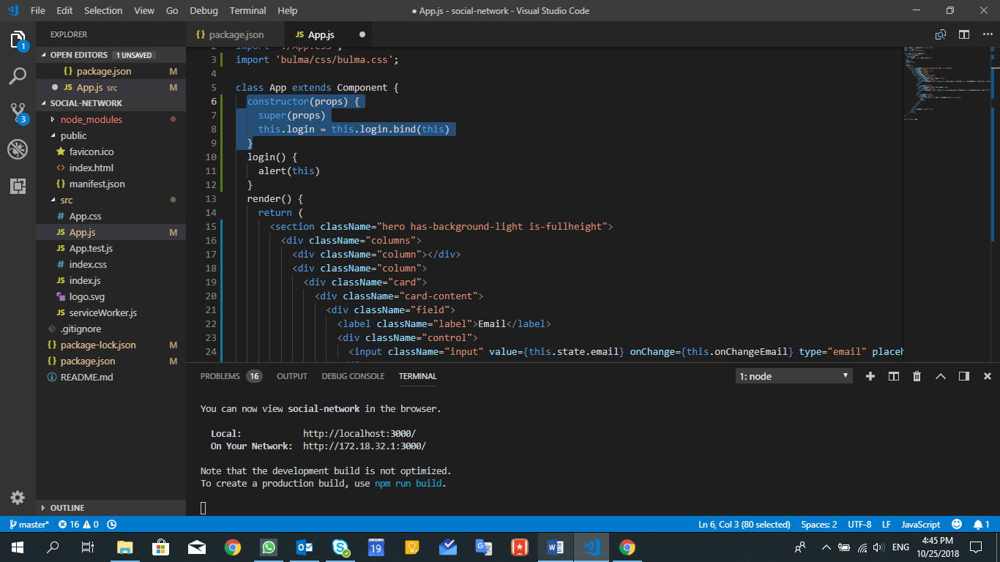 File Edit Selection View Go Debug Terminal Help
● App.js - social-network - Visual Studio Code
EXPLORER
OPEN EDITORS 1 UNSAVED
{} package.json M
JS App.js src M
SOCIAL-NETWORK
node_modules
public
favicon.ico
<> index.html
{} manifest.json
src
# App.css
JS App.js M
JS App.test.js
# index.css
JS index.js
logo.svg
JS serviceWorker.js
.gitignore
{} package-lock.json M
{} package.json M
README.md
OUTLINE
1
3
{} package.json
JS App.js
2 import './App.css';
3 import 'bulma/css/bulma.css';
4
5 class App extends Component {
6 constructor(props) {
7 super(props)
8 this.login = this.login.bind(this)
9 }
10 login() {
11 alert(this)
12 }
13 render() {
14 return (
15 <section className="hero has-background-light is-fullheight">
16 <div className="columns">
17 <div className="column"></div>
18 <div className="column">
19 <div className="card">
20 <div className="card-content">
21 <div className="field">
22 <label className="label">Email</label>
23 <div className="control">
24 <input className="input" value={this.state.email} onChange={this.onChangeEmail} type="email" placeh
PROBLEMS 16 OUTPUT DEBUG CONSOLE TERMINAL
1: node
You can now view social-network in the browser.
Local: http://localhost:3000/
On Your Network: http://172.18.32.1:3000/
Note that the development build is not optimized.
To create a production build, use npm run build.
master* 16 0
Ln 6, Col 3 (80 selected) Spaces: 2 UTF-8 LF JavaScript 1
19
ENG
4:45 PM
10/25/2018